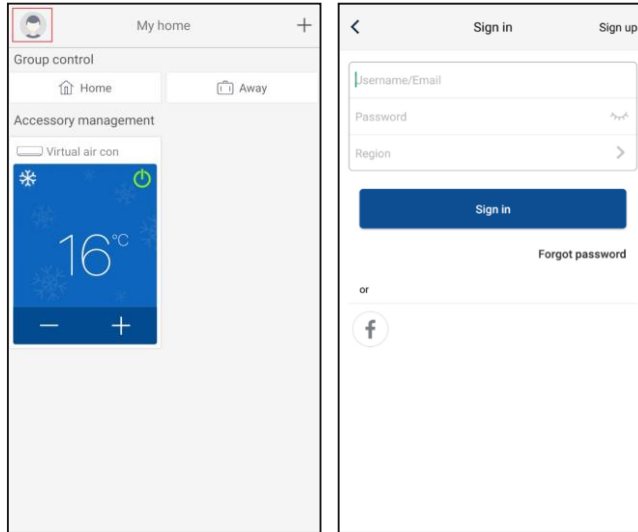 My home
+
Group control
Home
Away
Accessory management
Virtual air con
16°C
− +
Sign in
Sign up
Username/Email
Password
Region
Sign in
Forgot password
or
f